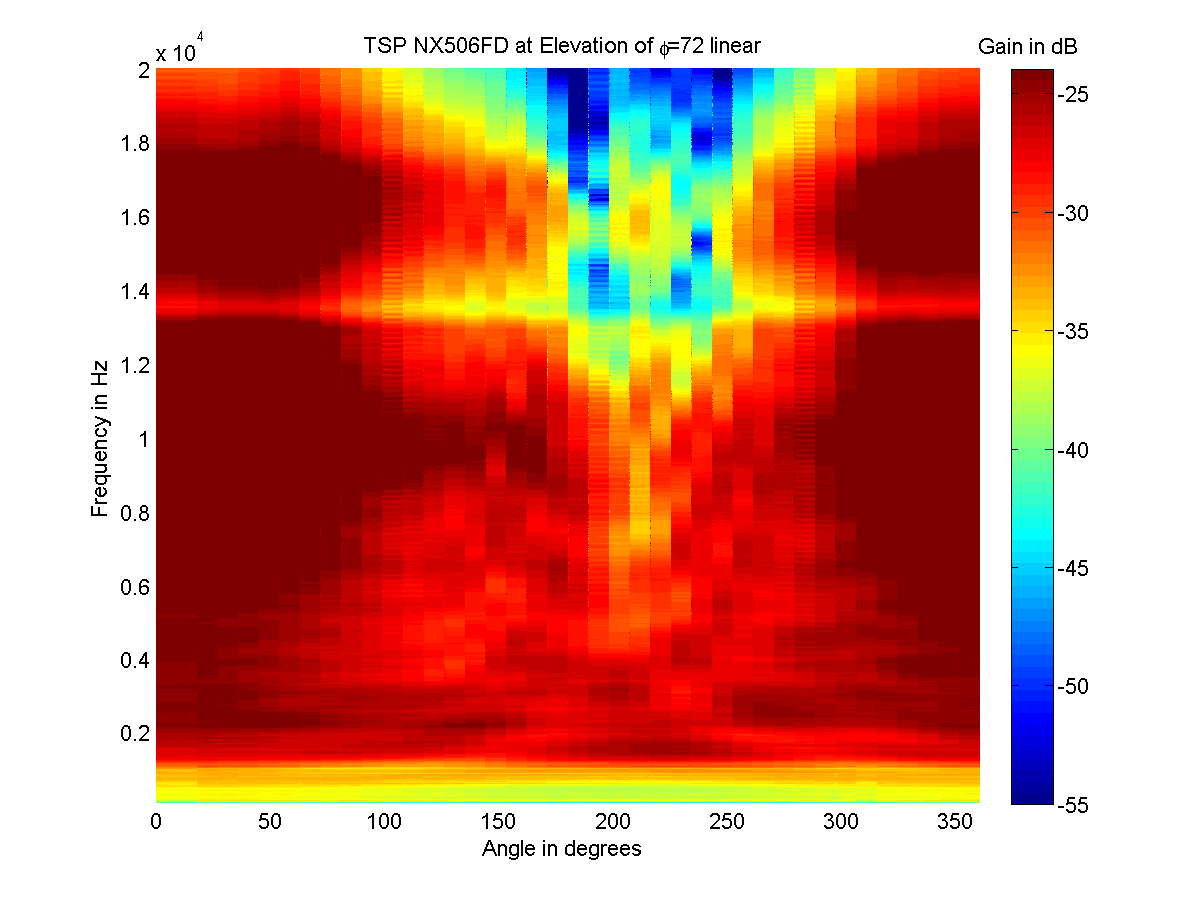 TSP NX506FD at Elevation of ϕ=72 linear
Gain in dB
x 10⁴
2
1.8
1.6
1.4
1.2
1
0.8
0.6
0.4
0.2
Frequency in Hz
0 50 100 150 200 250 300 350
Angle in degrees
-25
-30
-35
-40
-45
-50
-55